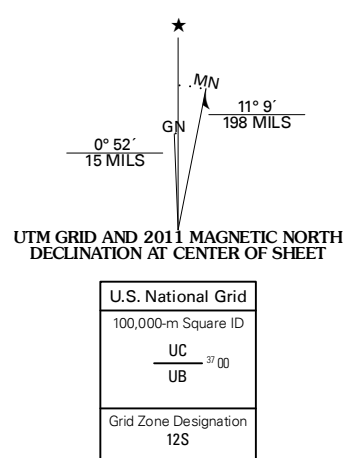 ★
MN
GN
11° 9´
198 MILS
0° 52´
15 MILS
UTM GRID AND 2011 MAGNETIC NORTH
DECLINATION AT CENTER OF SHEET
U.S. National Grid
100,000-m Square ID
UC
37 00
UB
Grid Zone Designation
12S